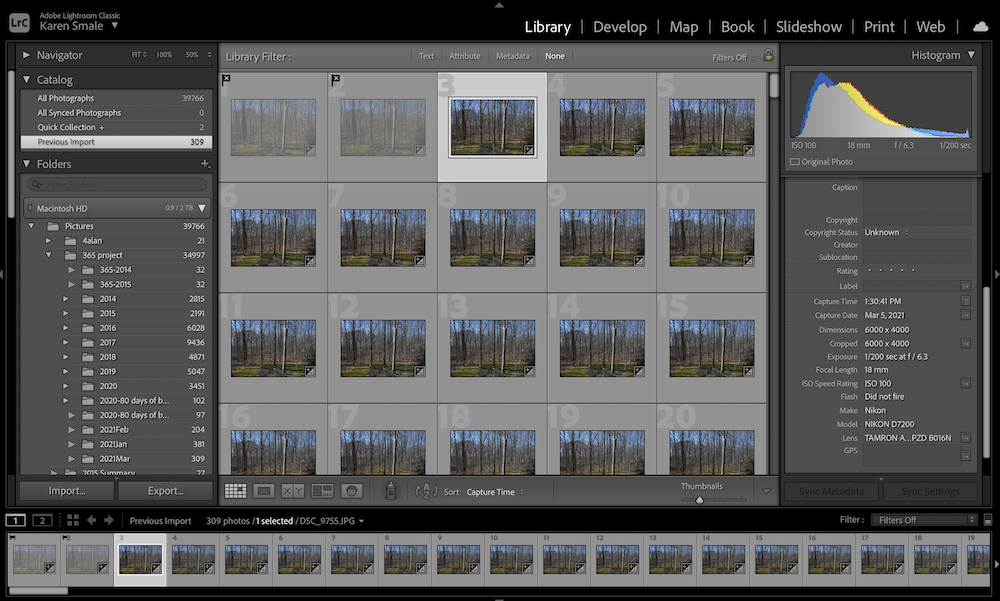 LrC
Adobe Lightroom Classic
Karen Smale
Library | Develop | Map | Book | Slideshow | Print | Web
Navigator FIT 100% 50%
Catalog
All Photographs 39766
All Synced Photographs 0
Quick Collection + 2
Previous Import 309
Folders +
Filter Folders
Macintosh HD 0.9 / 2 TB
Pictures 39766
4alan 21
365 project 34997
365-2014 32
365-2015 32
2014 2815
2015 2191
2016 6028
2017 9436
2018 4871
2019 5047
2020 3451
2020-80 days of b... 102
2020-80 days of b... 97
2021Feb 204
2021Jan 381
2021Mar 309
2015 Summary 27
Import... Export...
Library Filter : Text Attribute Metadata None Filters Off
1 2 3 4 5
6 7 8 9 10
11 12 13 14 15
16 17 18 19 20
X Y Sort: Capture Time Thumbnails
Histogram
ISO 100 18 mm f / 6.3 1/200 sec
Original Photo
Caption
Copyright
Copyright Status Unknown
Creator
Sublocation
Rating . . . . .
Label
Capture Time 1:30:41 PM
Capture Date Mar 5, 2021
Dimensions 6000 x 4000
Cropped 6000 x 4000
Exposure 1/200 sec at f / 6.3
Focal Length 18 mm
ISO Speed Rating ISO 100
Flash Did not fire
Make Nikon
Model NIKON D7200
Lens TAMRON A...PZD B016N
GPS
Sync Metadata Sync Settings
1 2 Previous Import 309 photos / 1 selected / DSC_9755.JPG Filter : Filters Off
2 3 4 5 6 7 8 9 10 11 12 13 14 15 16 17 18 19